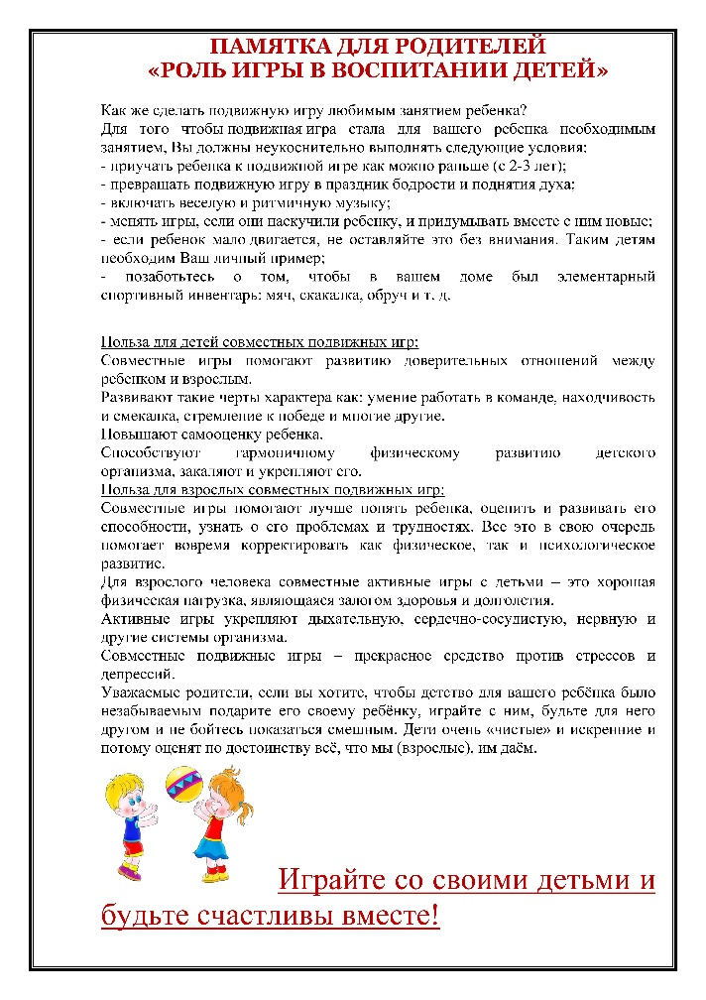 ПАМЯТКА ДЛЯ РОДИТЕЛЕЙ
«РОЛЬ ИГРЫ В ВОСПИТАНИИ ДЕТЕЙ»
Как же сделать подвижную игру любимым занятием ребенка?
Для того чтобы подвижная игра стала для вашего ребенка необходимым
занятием, Вы должны неукоснительно выполнять следующие условия:
- приучать ребенка к подвижной игре как можно раньше (с 2-3 лет);
- превращать подвижную игру в праздник бодрости и поднятия духа;
- включать веселую и ритмичную музыку;
- менять игры, если они наскучили ребенку, и придумывать вместе с ним новые;
- если ребенок мало двигается, не оставляйте это без внимания. Таким детям
необходим Ваш личный пример;
- позаботьтесь о том, чтобы в вашем доме был элементарный
спортивный инвентарь: мяч, скакалка, обруч и т. д.
Польза для детей совместных подвижных игр:
Совместные игры помогают развитию доверительных отношений между
ребенком и взрослым.
Развивают такие черты характера как: умение работать в команде, находчивость
и смекалка, стремление к победе и многие другие.
Повышают самооценку ребенка.
Способствуют гармоничному физическому развитию детского
организма, закаляют и укрепляют его.
Польза для взрослых совместных подвижных игр:
Совместные игры помогают лучше понять ребенка, оценить и развивать его
способности, узнать о его проблемах и трудностях. Все это в свою очередь
помогает вовремя корректировать как физическое, так и психологическое
развитие.
Для взрослого человека совместные активные игры с детьми – это хорошая
физическая нагрузка, являющаяся залогом здоровья и долголетия.
Активные игры укрепляют дыхательную, сердечно-сосудистую, нервную и
другие системы организма.
Совместные подвижные игры – прекрасное средство против стрессов и
депрессий.
Уважаемые родители, если вы хотите, чтобы детство для вашего ребёнка было
незабываемым подарите его своему ребёнку, играйте с ним, будьте для него
другом и не бойтесь показаться смешным. Дети очень «чистые» и искренние и
потому оценят по достоинству всё, что мы (взрослые), им даём.
Играйте со своими детьми и
будьте счастливы вместе!